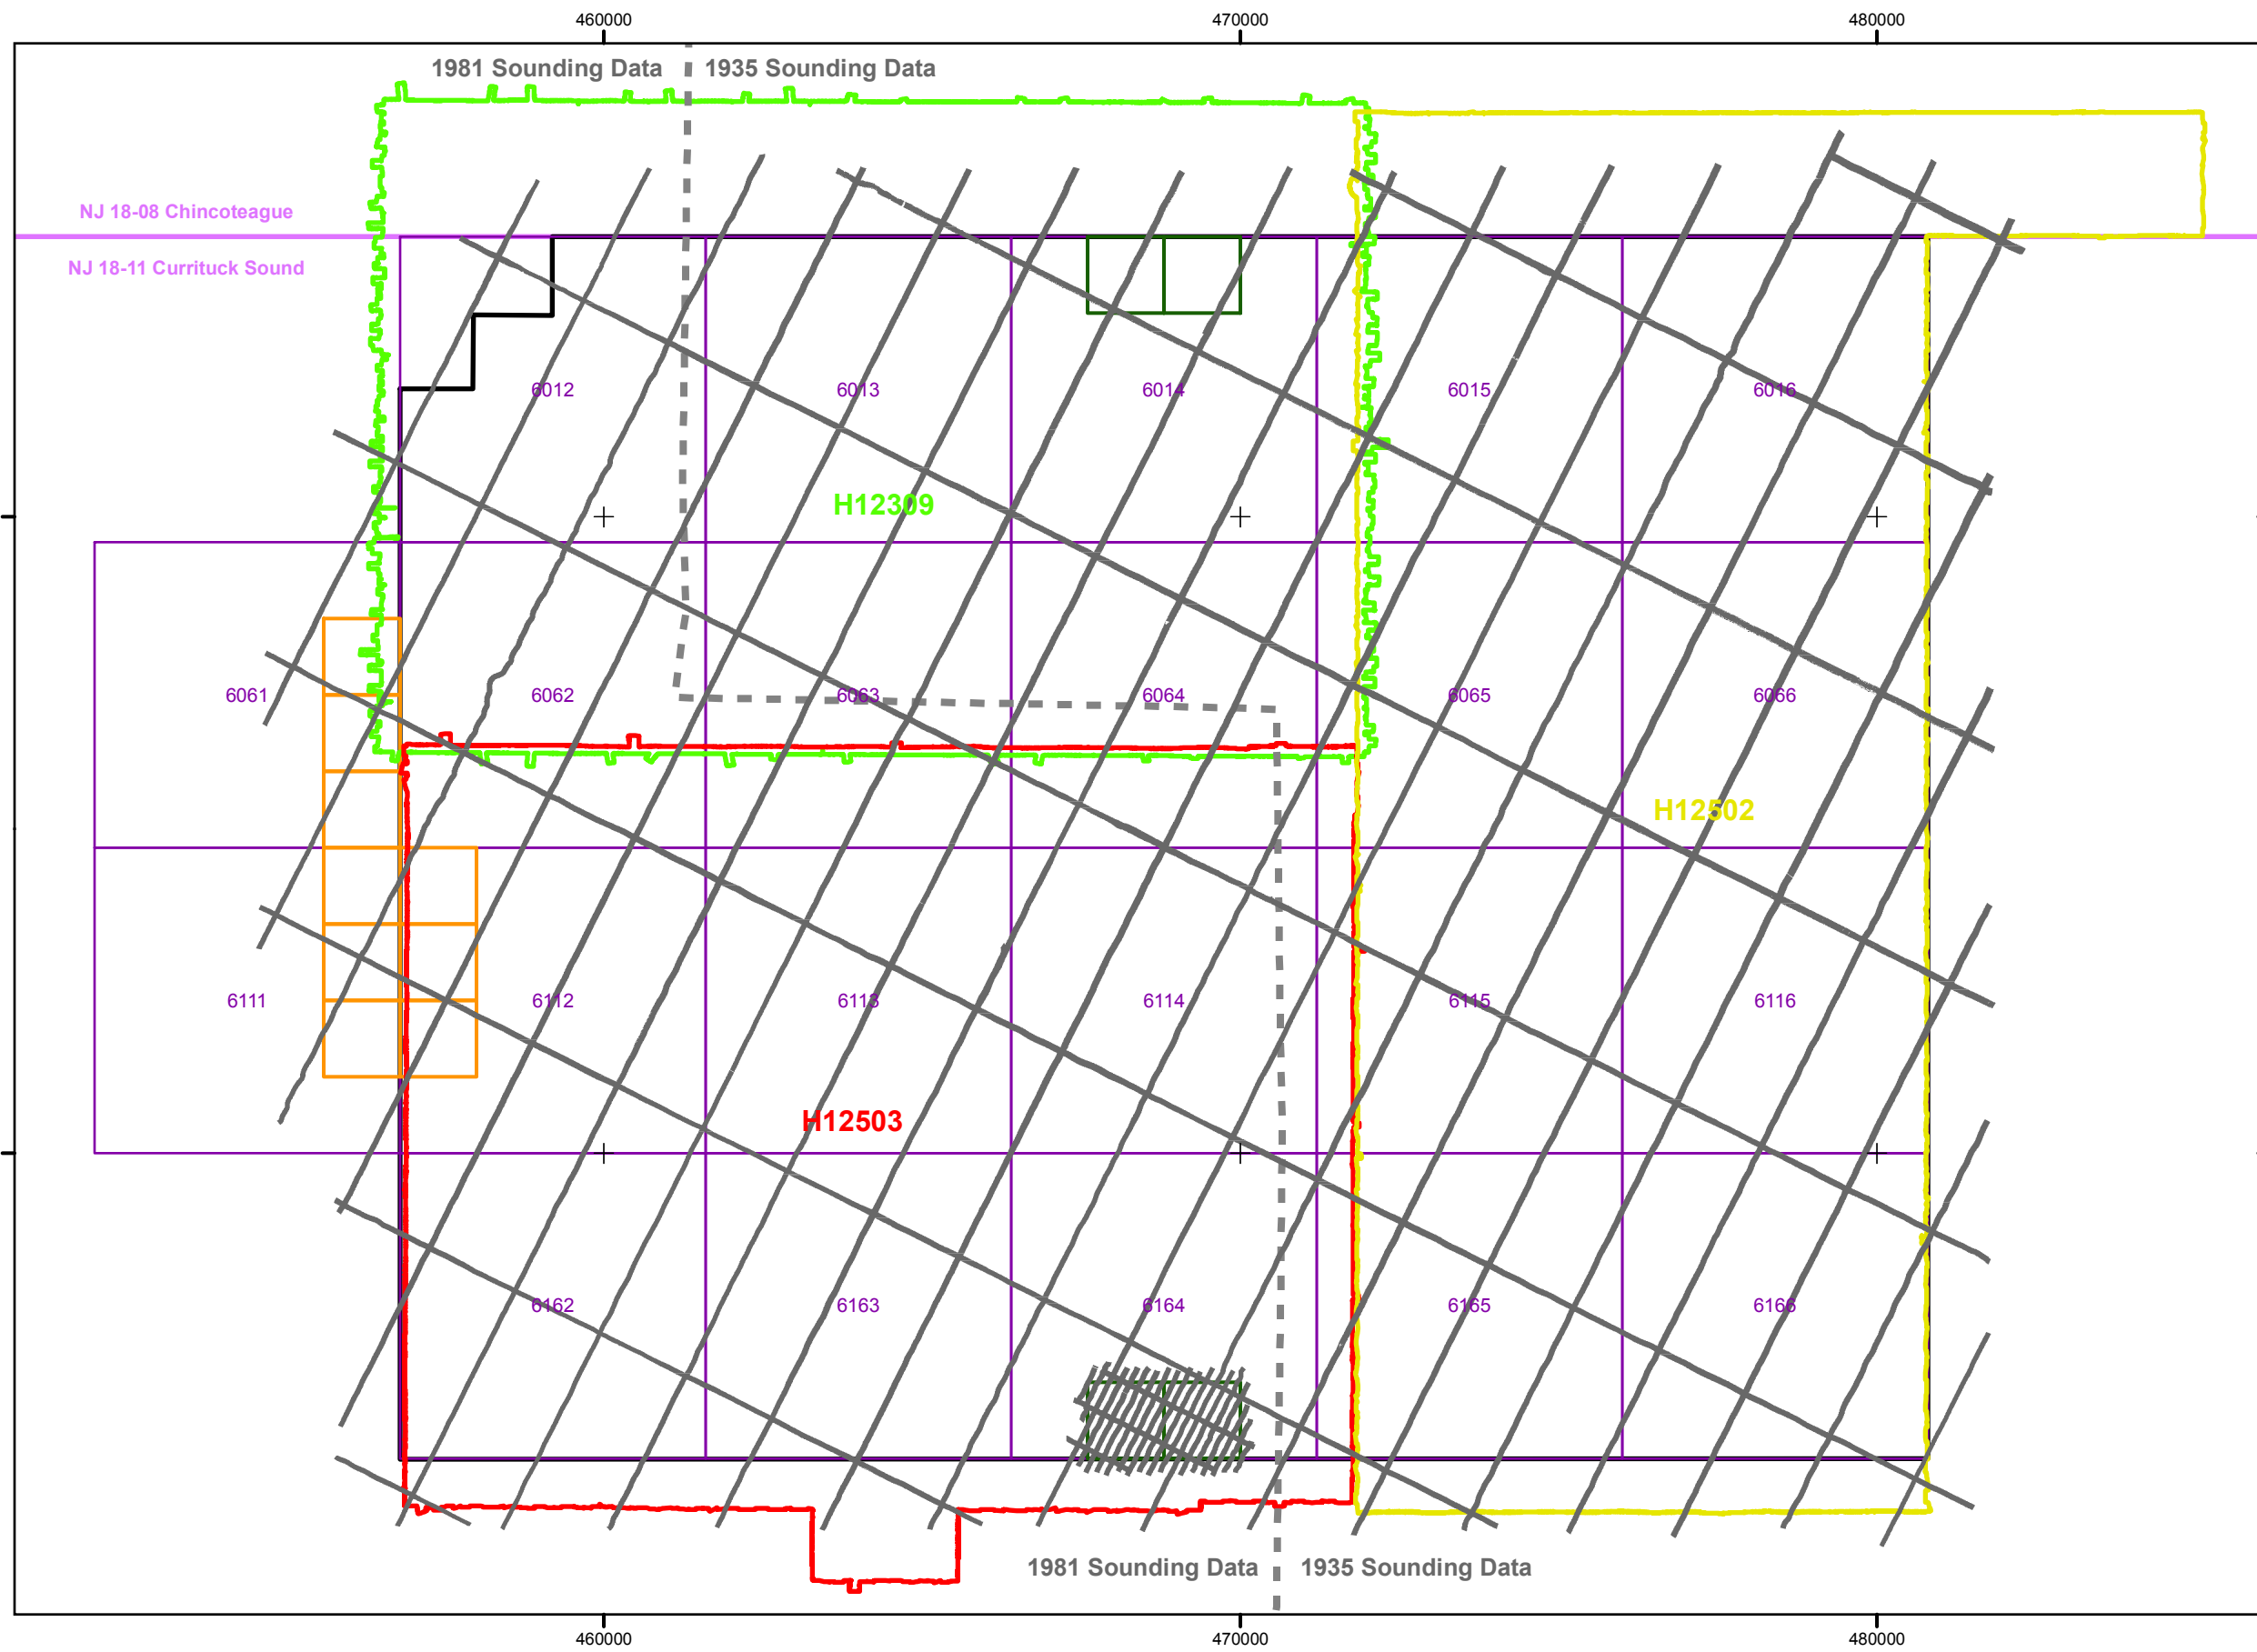 460000 470000 480000
1981 Sounding Data 1935 Sounding Data
NJ 18-08 Chincoteague
NJ 18-11 Currituck Sound
6012 6013 6014 6015 6016
H12309
6061 6062 6063 6064 6065 6066
H12502
6111 6112 6113 6114 6115 6116
H12503
6162 6163 6164 6165 6166
1981 Sounding Data 1935 Sounding Data
460000 470000 480000